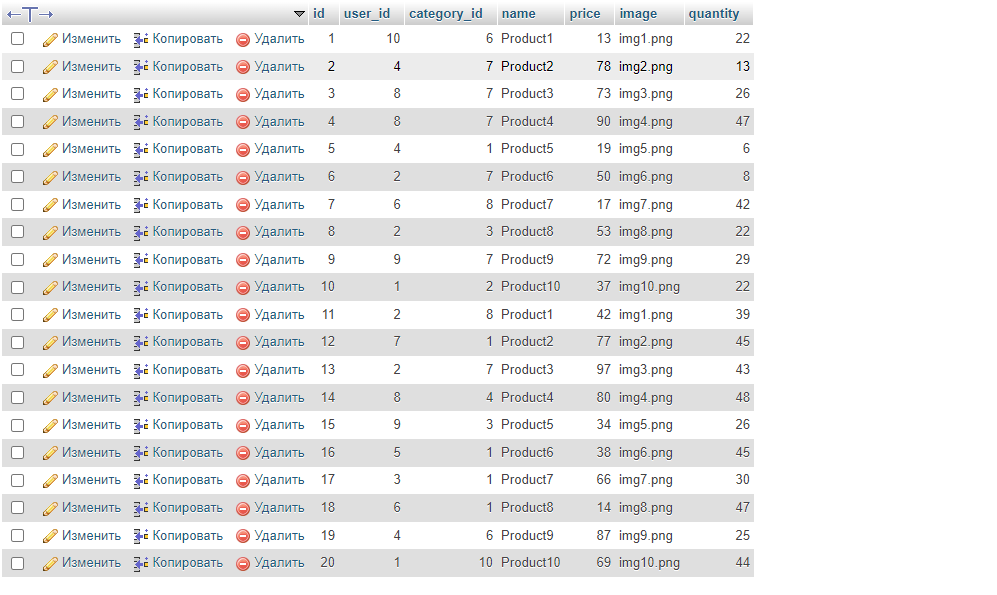 id user_id category_id name price image quantity
Изменить Копировать Удалить 1 10 6 Product1 13 img1.png 22
Изменить Копировать Удалить 2 4 7 Product2 78 img2.png 13
Изменить Копировать Удалить 3 8 7 Product3 73 img3.png 26
Изменить Копировать Удалить 4 8 7 Product4 90 img4.png 47
Изменить Копировать Удалить 5 4 1 Product5 19 img5.png 6
Изменить Копировать Удалить 6 2 7 Product6 50 img6.png 8
Изменить Копировать Удалить 7 6 8 Product7 17 img7.png 42
Изменить Копировать Удалить 8 2 3 Product8 53 img8.png 22
Изменить Копировать Удалить 9 9 7 Product9 72 img9.png 29
Изменить Копировать Удалить 10 1 2 Product10 37 img10.png 22
Изменить Копировать Удалить 11 2 8 Product1 42 img1.png 39
Изменить Копировать Удалить 12 7 1 Product2 77 img2.png 45
Изменить Копировать Удалить 13 2 7 Product3 97 img3.png 43
Изменить Копировать Удалить 14 8 4 Product4 80 img4.png 48
Изменить Копировать Удалить 15 9 3 Product5 34 img5.png 26
Изменить Копировать Удалить 16 5 1 Product6 38 img6.png 45
Изменить Копировать Удалить 17 3 1 Product7 66 img7.png 30
Изменить Копировать Удалить 18 6 1 Product8 14 img8.png 47
Изменить Копировать Удалить 19 4 6 Product9 87 img9.png 25
Изменить Копировать Удалить 20 1 10 Product10 69 img10.png 44